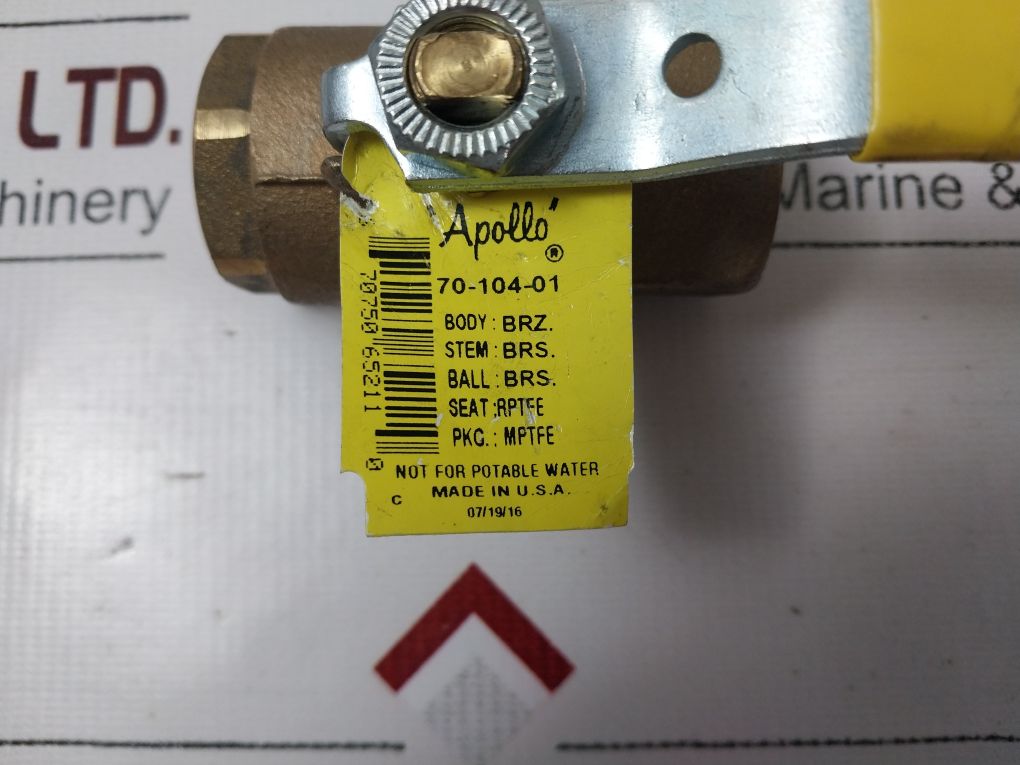 LTD.
hinery
Marine &
Apollo®
70-104-01
BODY: BRZ.
STEM: BRS.
BALL: BRS.
SEAT:RPTFE
PKG.: MPTFE
NOT FOR POTABLE WATER
C MADE IN U.S.A.
07/19/16
70750 65211 0